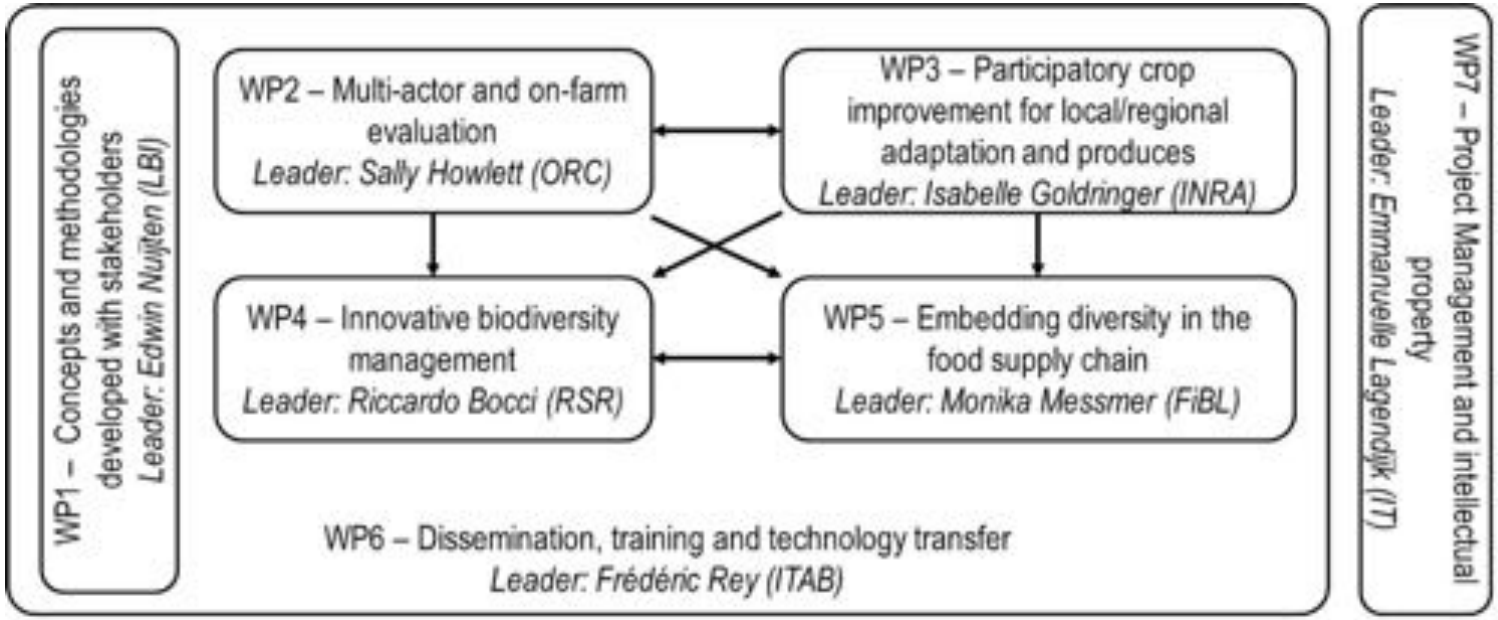 WP1 – Concepts and methodologies
developed with stakeholders
Leader: Edwin Nuijten (LBI)
WP2 – Multi-actor and on-farm
evaluation
Leader: Sally Howlett (ORC)
WP3 – Participatory crop
improvement for local/regional
adaptation and produces
Leader: Isabelle Goldringer (INRA)
WP4 – Innovative biodiversity
management
Leader: Riccardo Bocci (RSR)
WP5 – Embedding diversity in the
food supply chain
Leader: Monika Messmer (FiBL)
WP6 – Dissemination, training and technology transfer
Leader: Frédéric Rey (ITAB)
WP7 – Project Management and intellectual
property
Leader: Emmanuelle Lagendijk (IT)